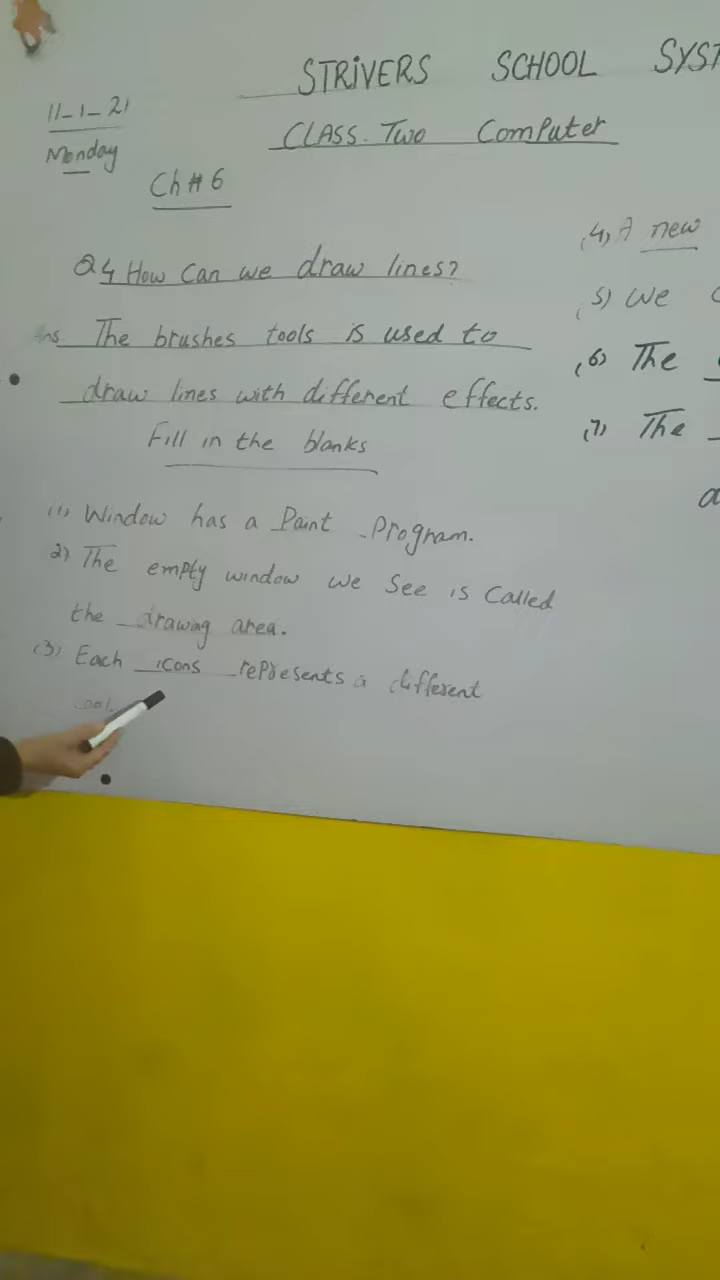 STRIVERS SCHOOL SYST
11-1-21
CLASS.Two Computer
Monday
Ch # 6
Q4 How Can we draw lines?
Ans The brushes tools is used to
draw lines with different effects.
Fill in the blanks
(1) Window has a Paint Program.
2) The empty window we See is Called
the drawing area.
(3) Each icons represents a different
tool
(4) A new
(5) We
(6) The
(7) The